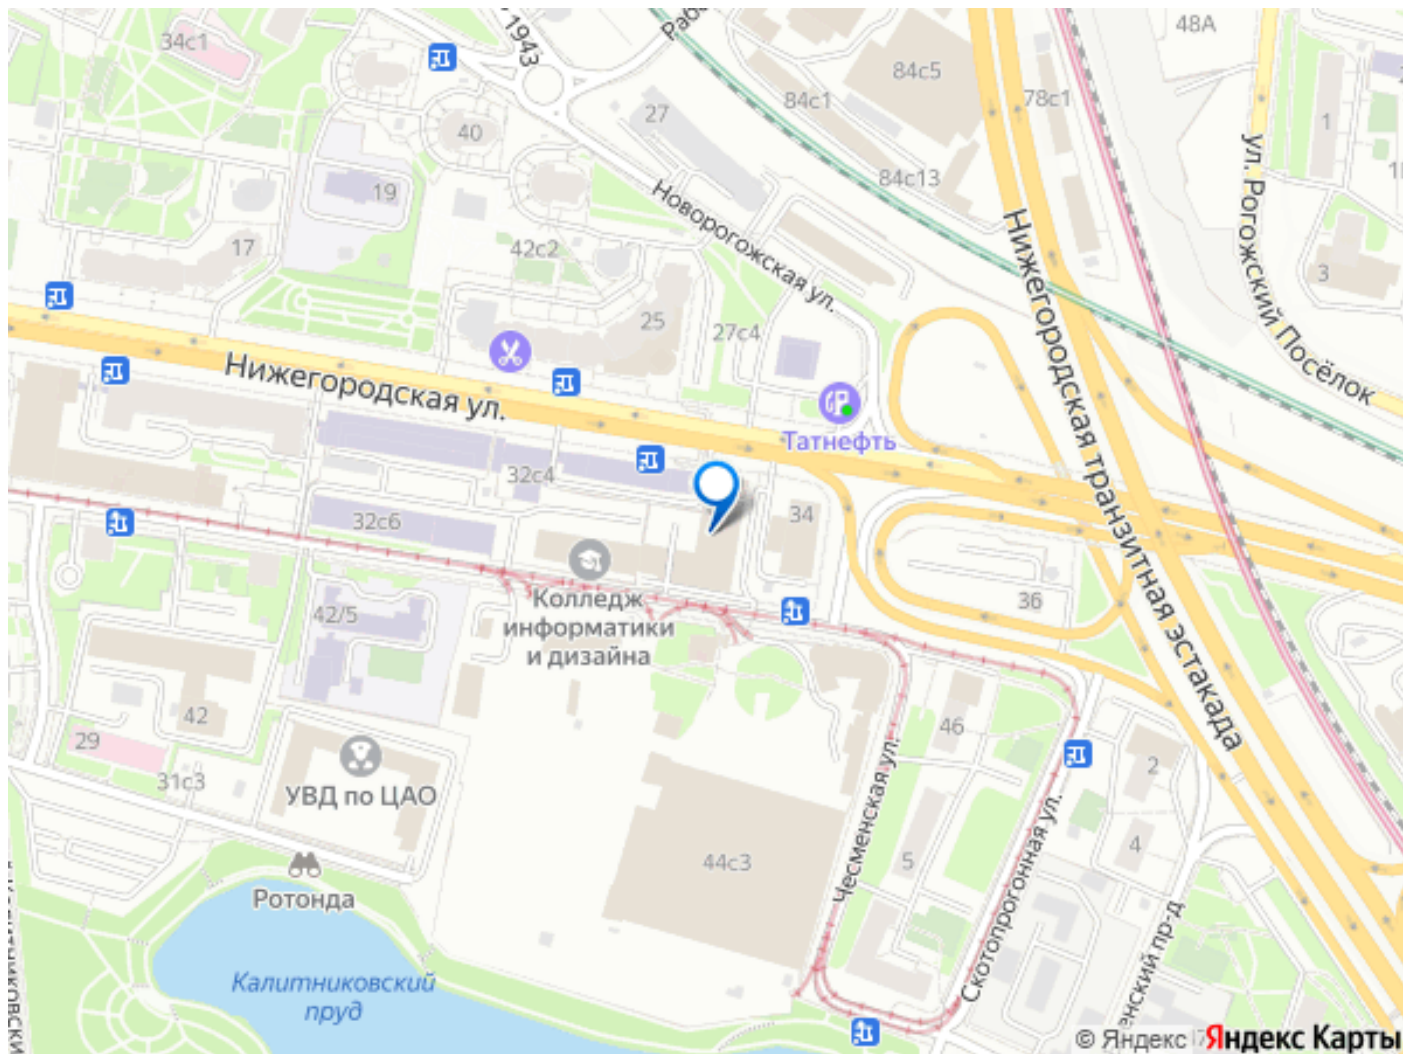 34с1
1943
Раб
48А
84с5
84с1
78с1
27
40
1
19
84с13
ул. Рогожский Посёлок
Новорогожская ул.
17
42с2
3
25
27с4
Нижегородская транзитная эстакада
Нижегородская ул.
Татнефть
32с4
32с6
34
Колледж
информатики
и дизайна
42/5
36
42
46
29
31с3
УВД по ЦАО
2
Чесменская ул.
Скотопрогонная ул.
4
44с3
5
Ротонда
Калитниковский
пруд
енский пр-д
© Яндекс
Яндекс Карты